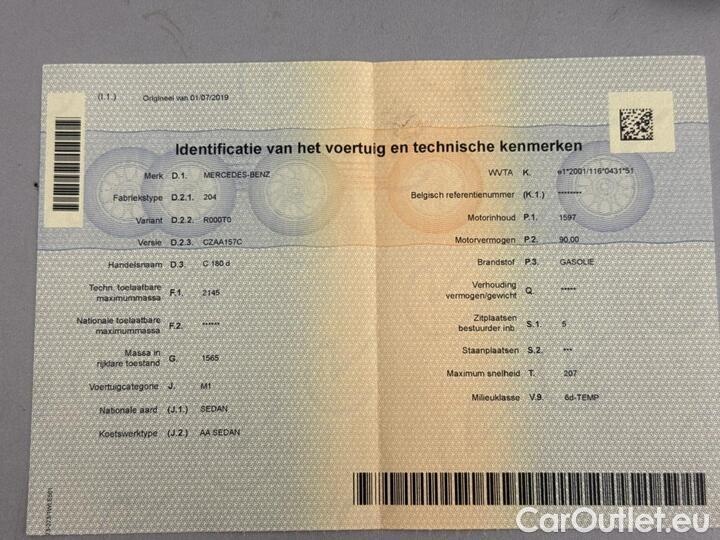 (I.1.) Origineel van 01/07/2019
Identificatie van het voertuig en technische kenmerken
Merk D.1. MERCEDES-BENZ
Fabriekstype D.2.1. 204
Variant D.2.2. R000T0
Versie D.2.3. CZAA157C
Handelsnaam D.3. C 180 d
Techn. toelaatbare
maximummassa F.1. 2145
Nationale toelaatbare
maximummassa F.2. ******
Massa in
rijklare toestand G. 1565
Voertuigcategorie J. M1
Nationale aard (J.1.) SEDAN
Koetswerktype (J.2.) AA SEDAN
WVTA K. e1*2001/116*0431*51
Belgisch referentienummer (K.1.) ********
Motorinhoud P.1. 1597
Motorvermogen P.2. 90.00
Brandstof P.3. GASOLIE
Verhouding
vermogen/gewicht Q. *****
Zitplaatsen
bestuurder inb. S.1. 5
Staanplaatsen S.2. ***
Maximum snelheid T. 207
Milieuklasse V.9. 6d-TEMP
CarOutlet.eu